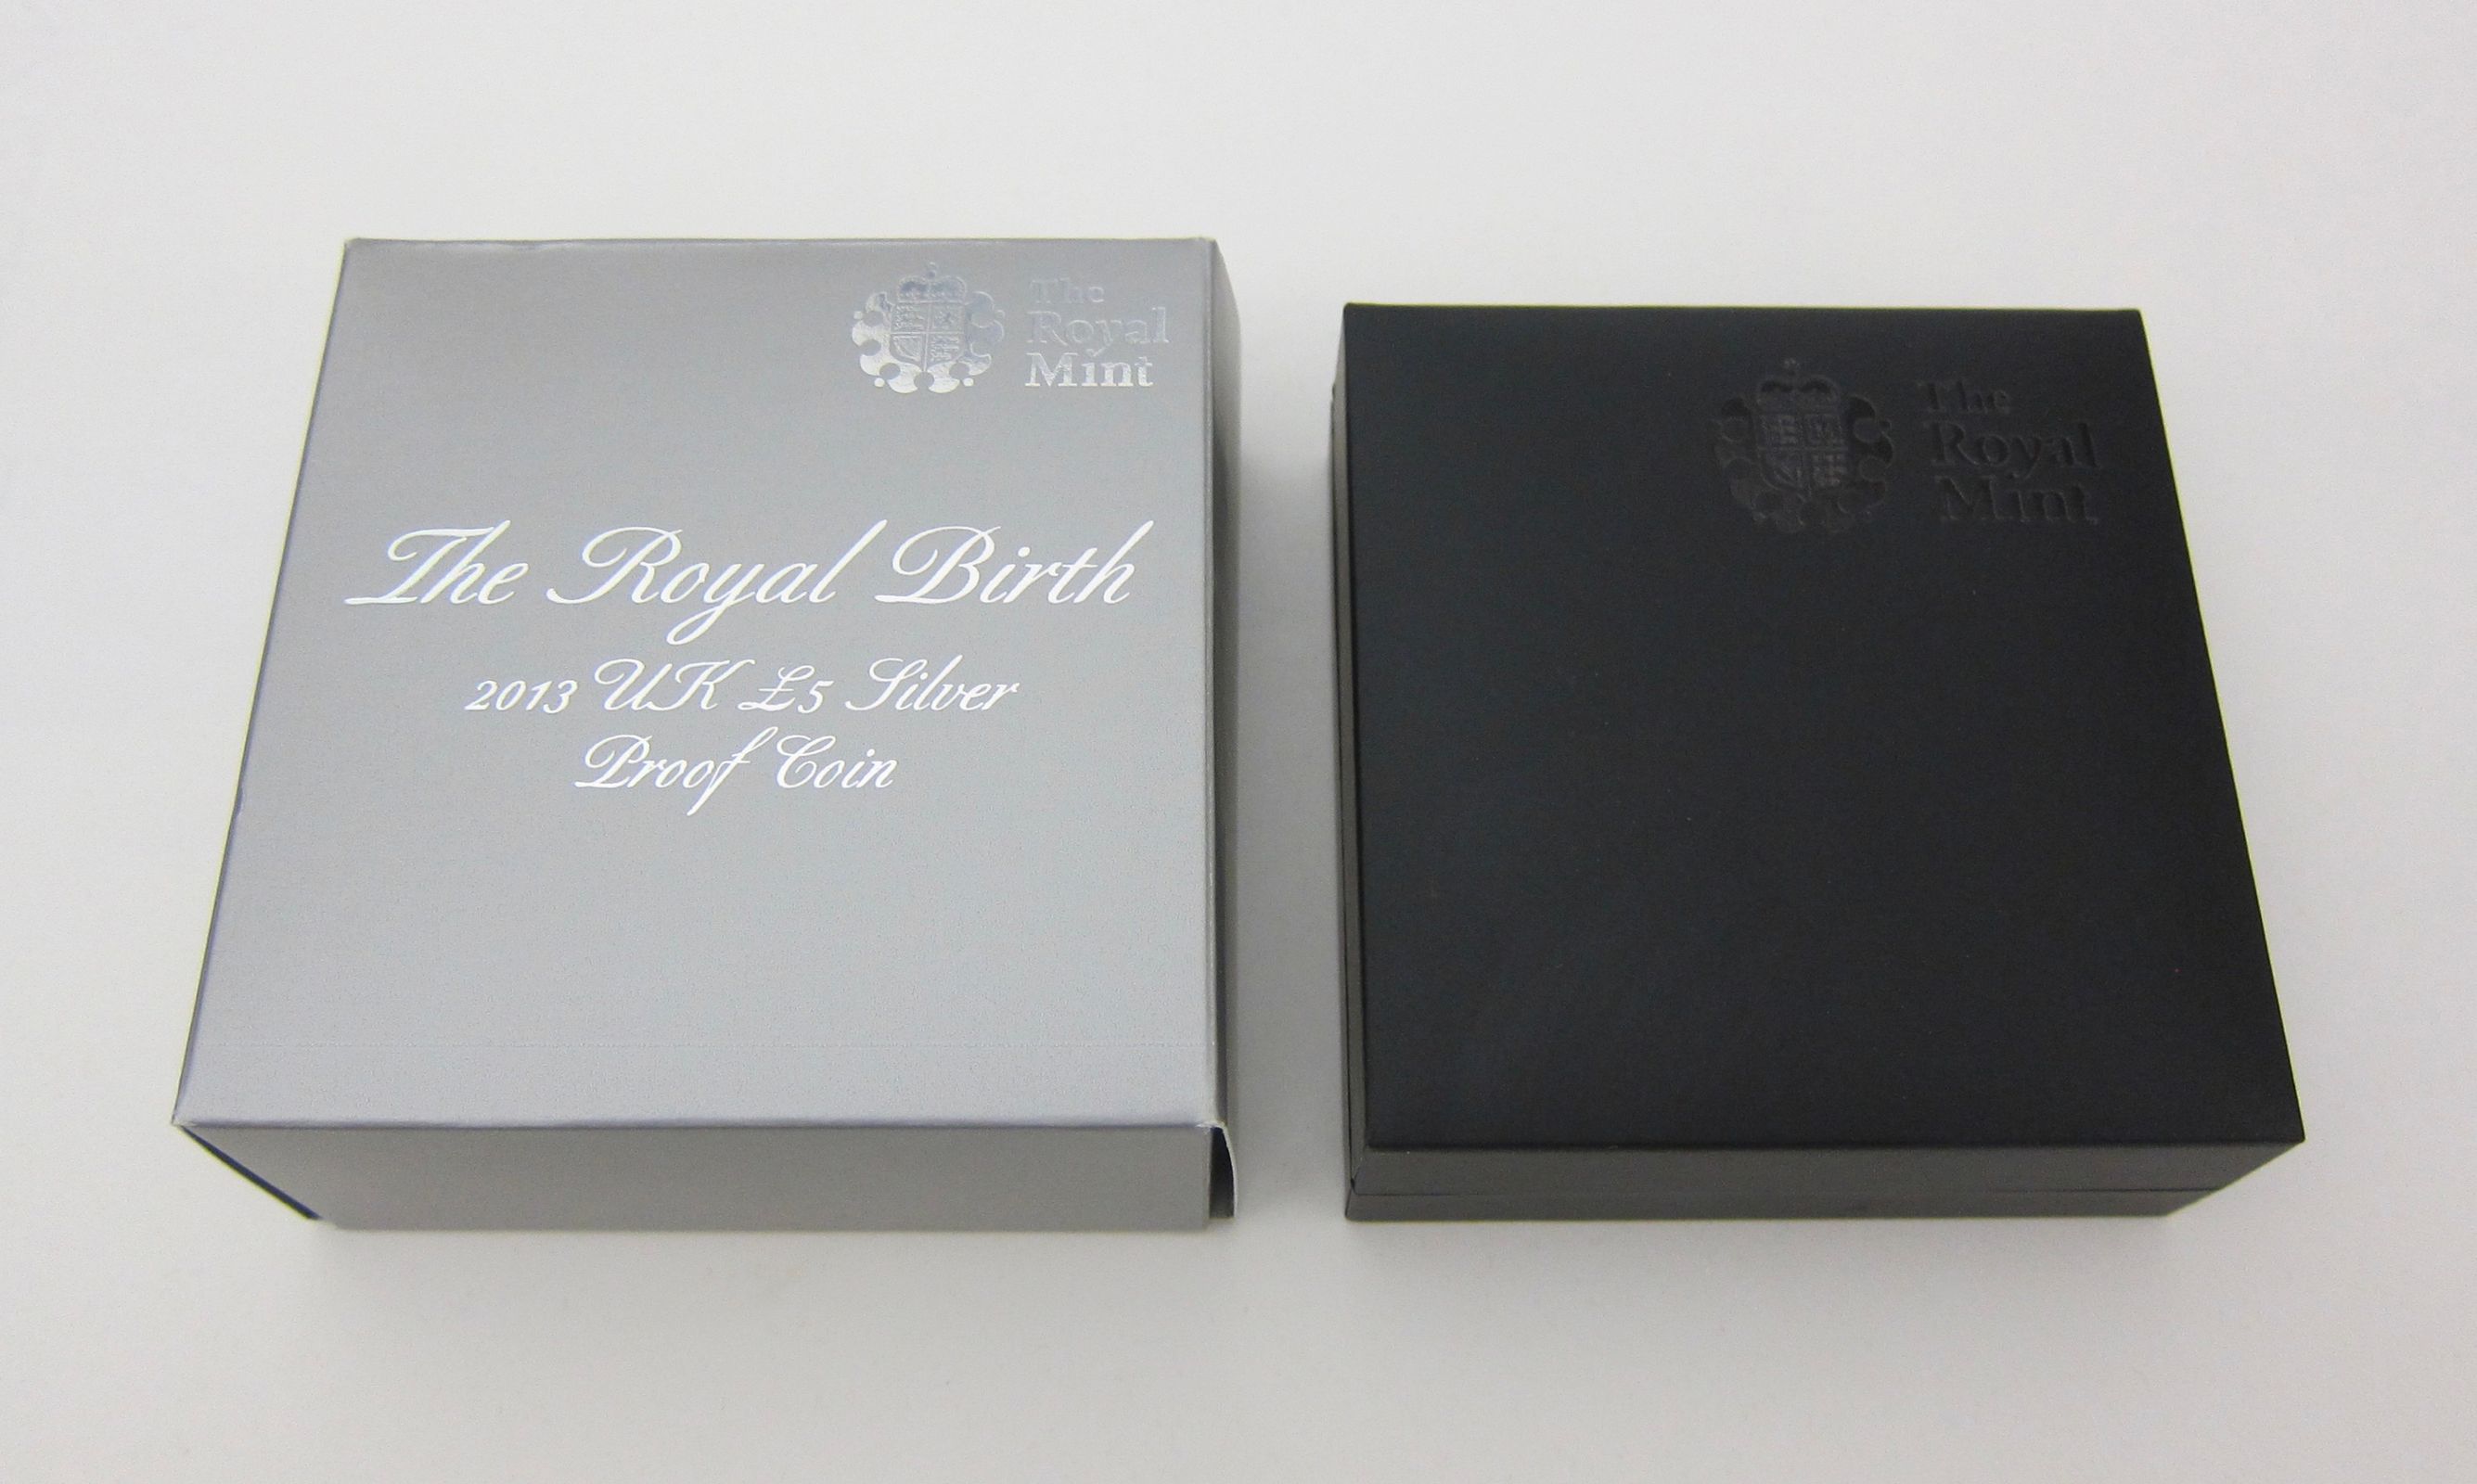 The
Royal
Mint
The Royal Birth
2013 UK £5 Silver
Proof Coin
The
Royal
Mint